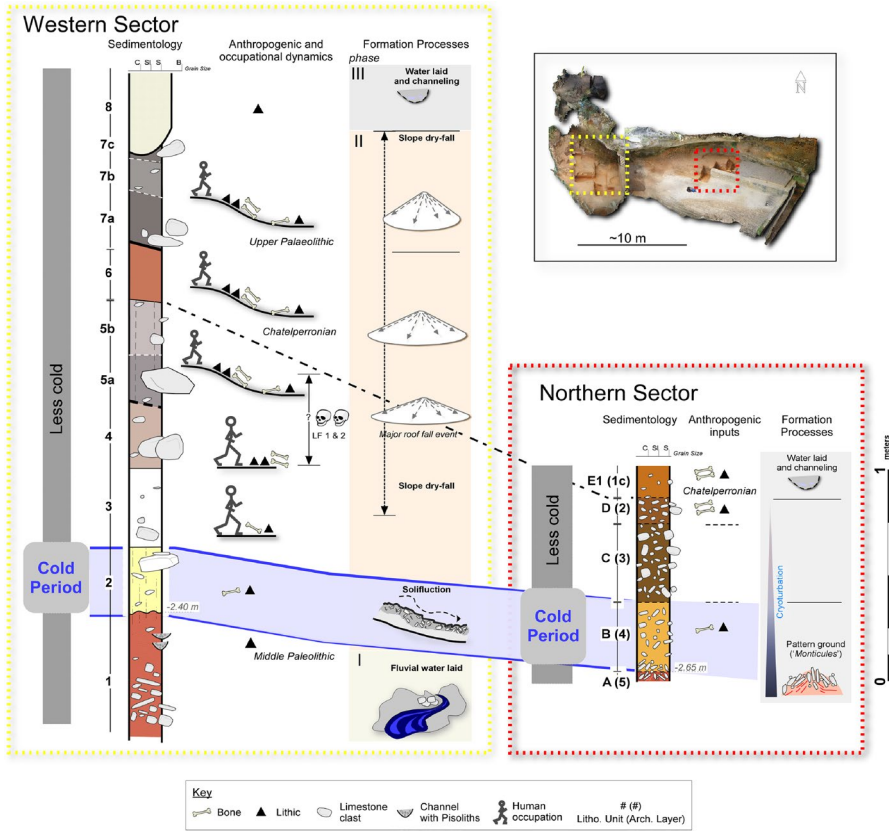 Western Sector
Sedimentology
Anthropogenic and
occupational dynamics
Formation Processes
phase
C Si S B
Grain Size
III
Water laid
and channeling
8
II
Slope dry-fall
7c
7b
7a
Upper Palaeolithic
6
Chatelperronian
5b
5a
?
LF 1 & 2
Major roof fall event
4
Slope dry-fall
3
Less cold
Cold
Period
2
-2.40 m
Solifluction
Middle Paleolithic
1
I
Fluvial water laid
N
~10 m
Northern Sector
Sedimentology
Anthropogenic
inputs
Formation
Processes
C Si S
Grain Size
Water laid
and channeling
E1 (1c)
Chatelperronian
D (2)
Less cold
C (3)
Cryoturbation
Cold
Period
B (4)
Pattern ground
('Monticules')
-2.65 m
A (5)
1
meters
0
Key
Bone
Lithic
Limestone
clast
Channel
with Pisoliths
Human
occupation
# (#)
Litho. Unit (Arch. Layer)